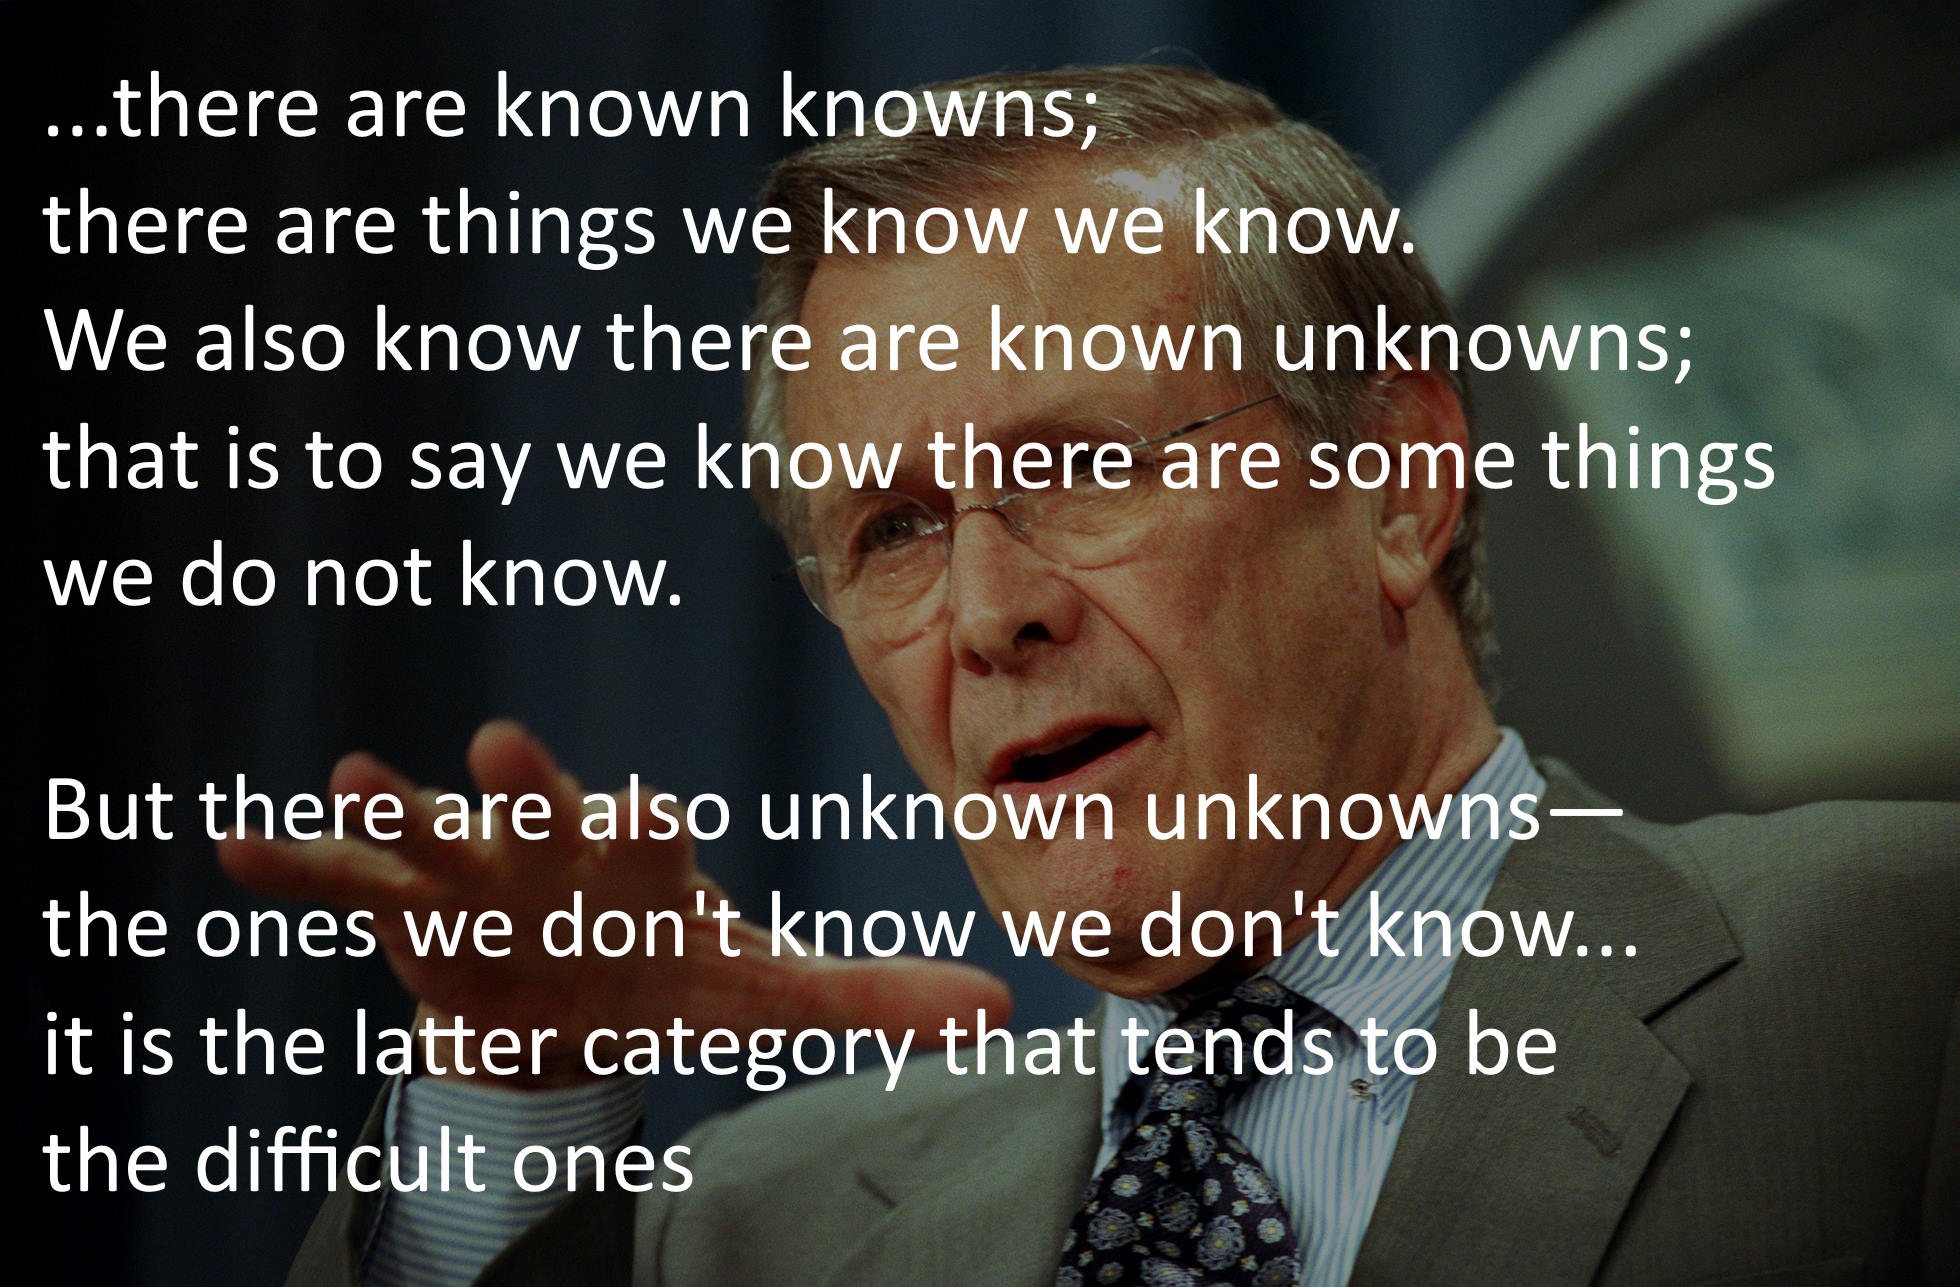 ...there are known knowns;
there are things we know we know.
We also know there are known unknowns;
that is to say we know there are some things
we do not know.
But there are also unknown unknowns—
the ones we don't know we don't know...
it is the latter category that tends to be
the difficult ones